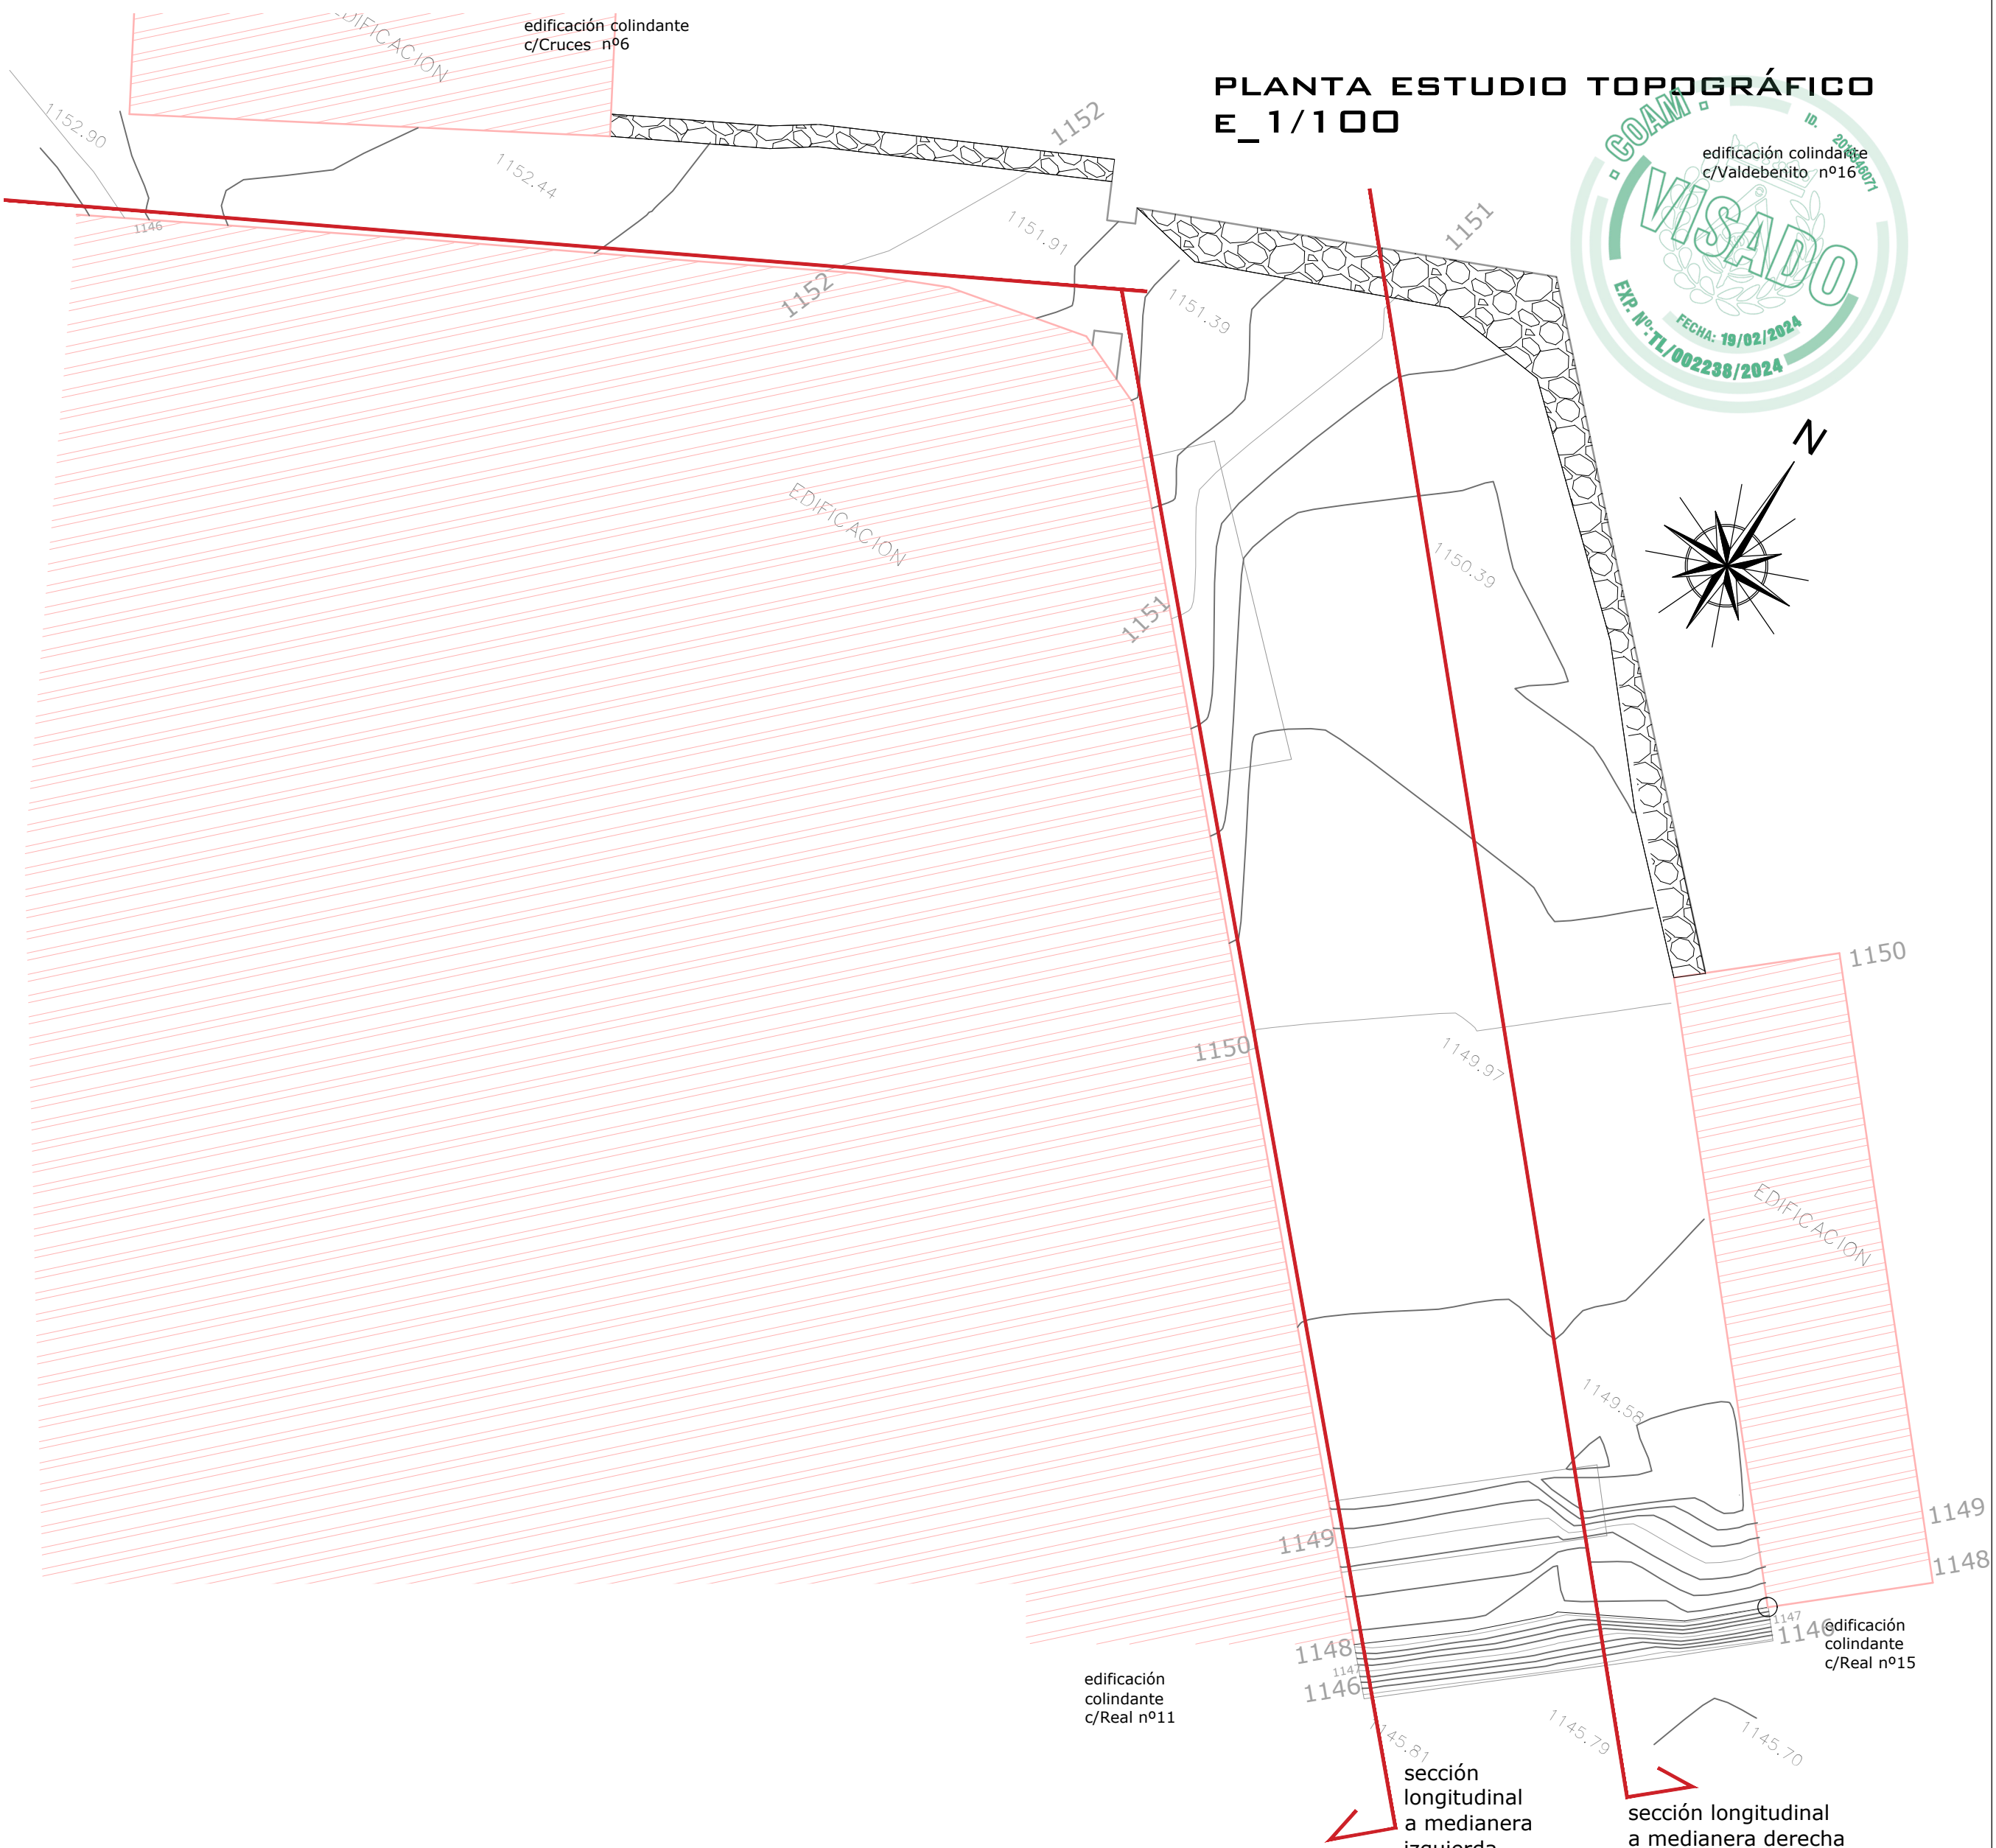 EDIFICACION
edificación colindante
c/Cruces nº6
PLANTA ESTUDIO TOPOGRÁFICO
E_1/100
· COAM ·
ID.
VISADO
FECHA: 19/02/2024
EXP. Nº: TL/002238/2024
edificación colindante
c/Valdebenito nº16
N
1152.90
1152.44
1152
1151
1146
1151.91
1152
1151.39
EDIFICACION
1150.39
1151
1150
1150
1149.97
EDIFICACION
1149.58
1149
1149
1148
1147
1146
edificación
colindante
c/Real nº15
1148
1147
1146
edificación
colindante
c/Real nº11
1145.81
1145.79
1145.70
sección
longitudinal
a medianera
izquierda
sección longitudinal
a medianera derecha